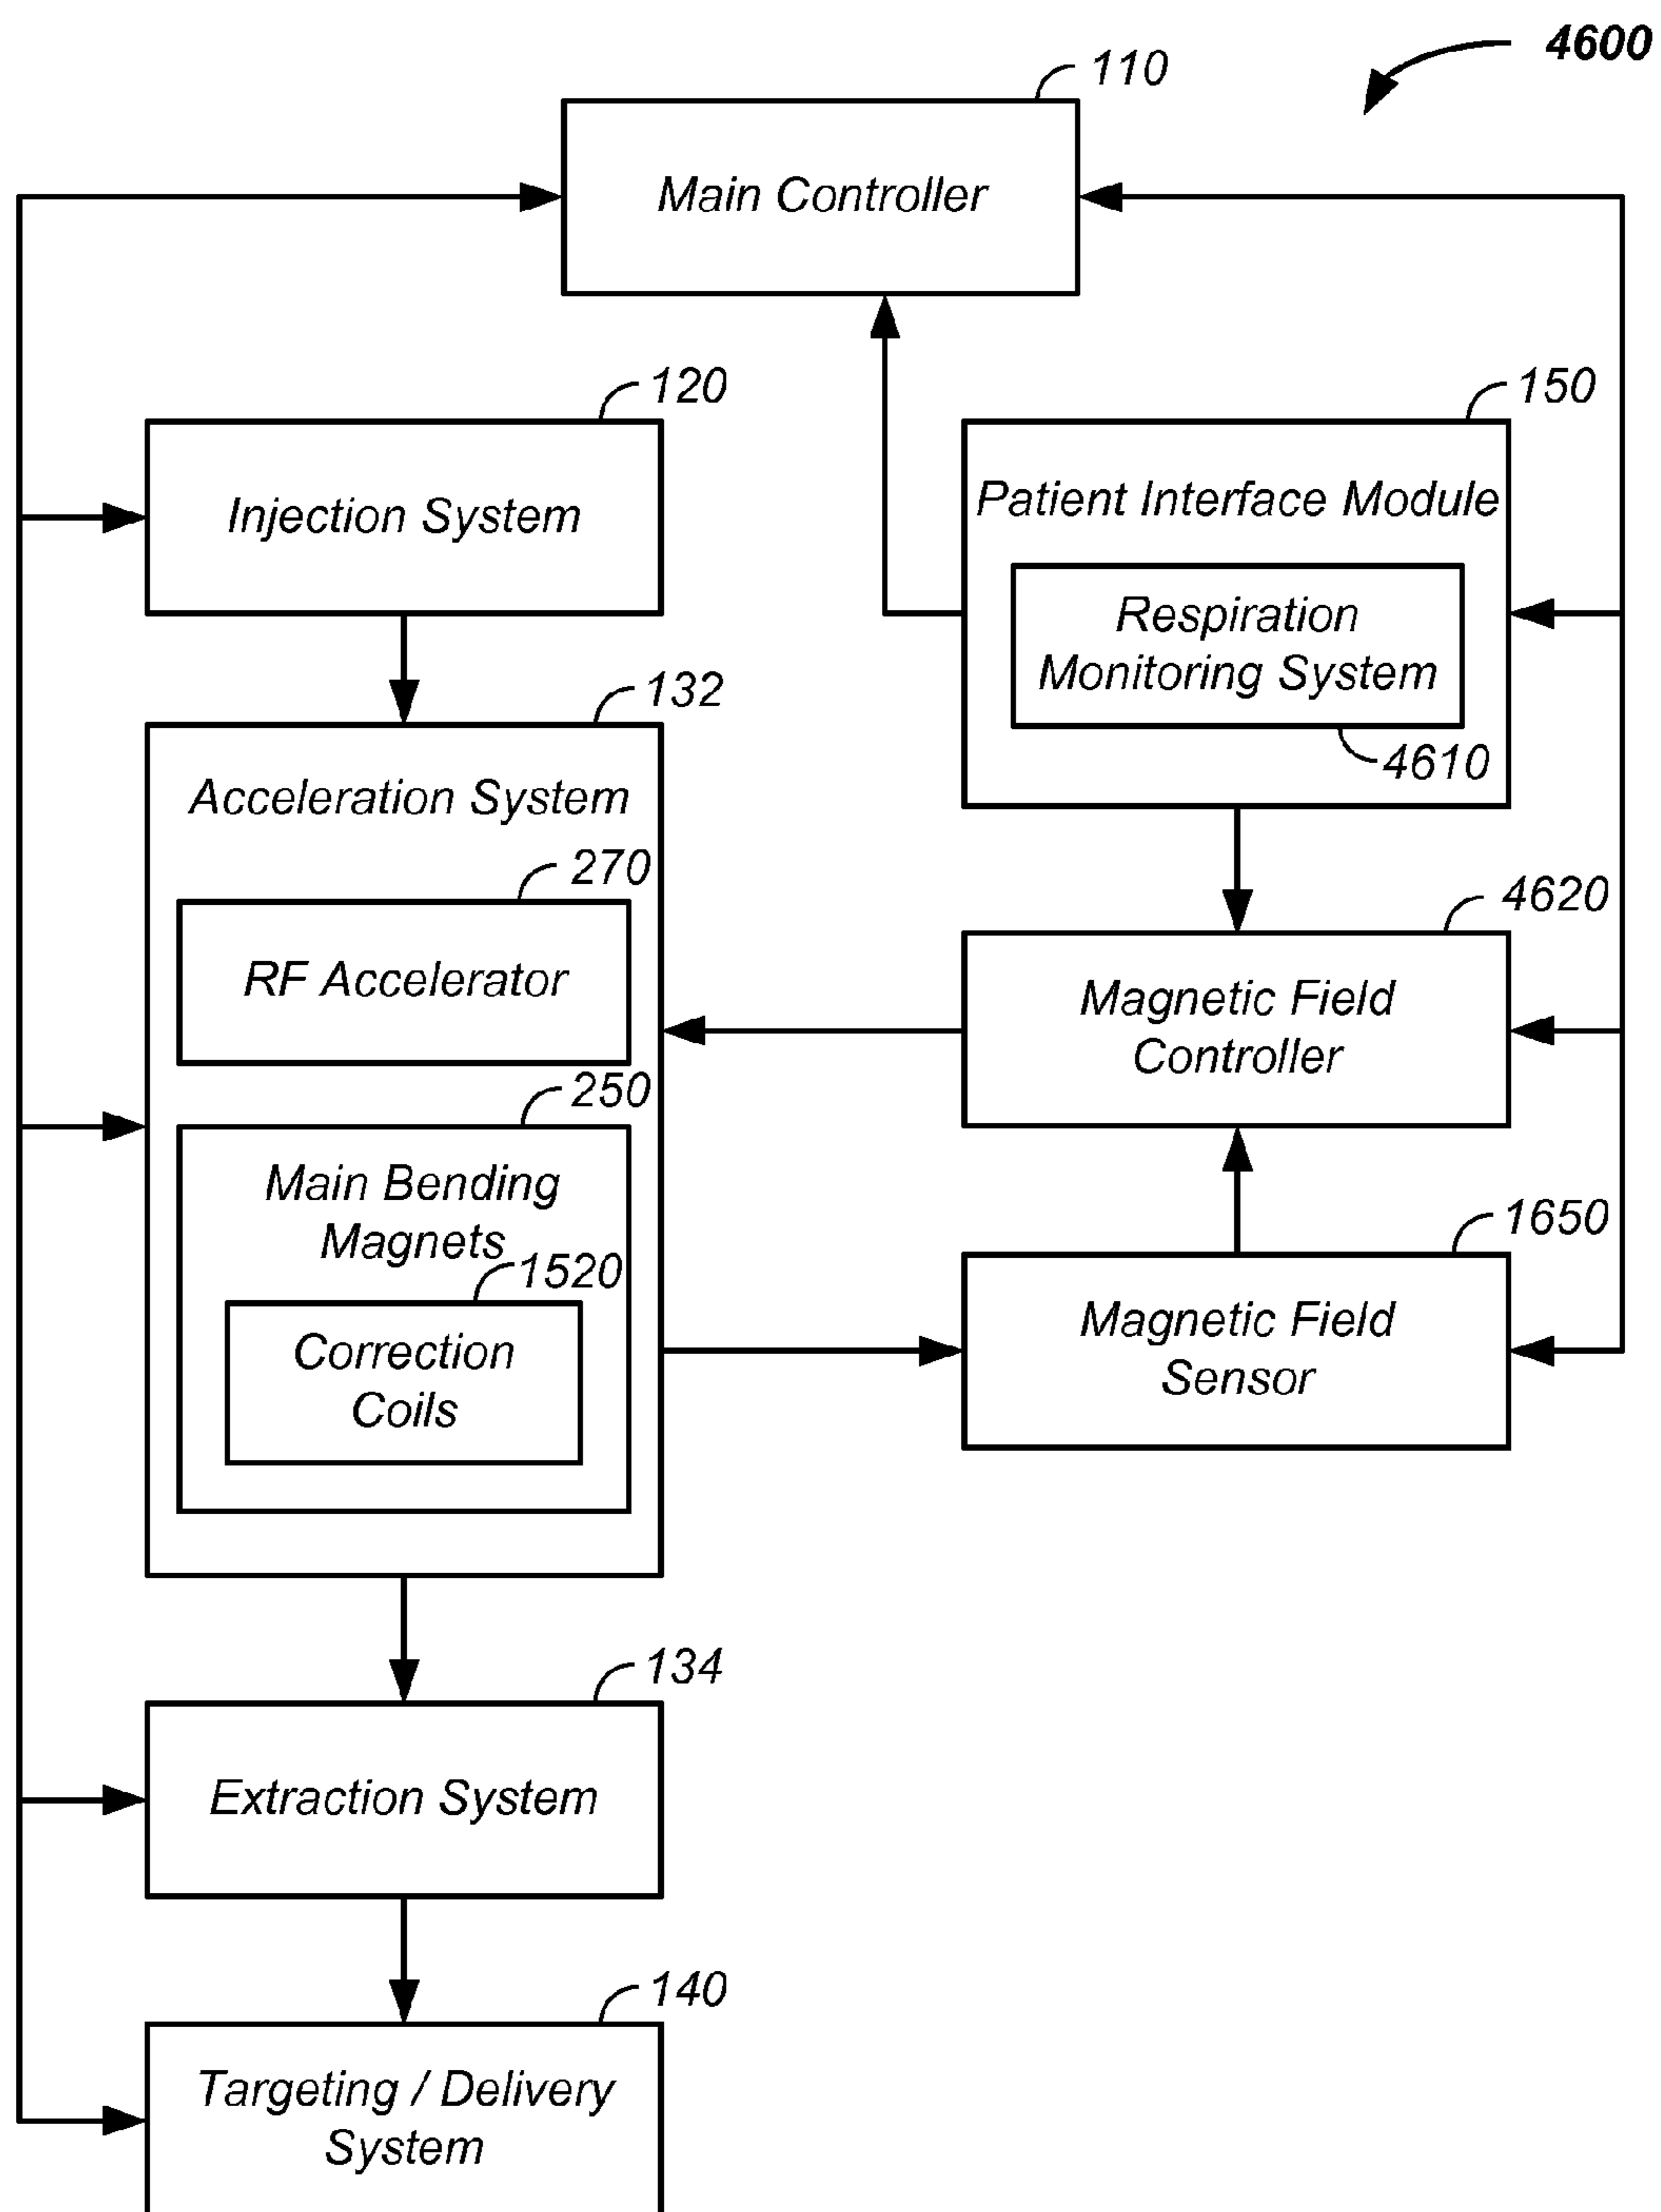 4600
110
Main Controller
120
Injection System
150
Patient Interface Module
Respiration
Monitoring System
4610
132
Acceleration System
270
RF Accelerator
250
Main Bending
Magnets
1520
Correction
Coils
4620
Magnetic Field
Controller
1650
Magnetic Field
Sensor
134
Extraction System
140
Targeting / Delivery
System